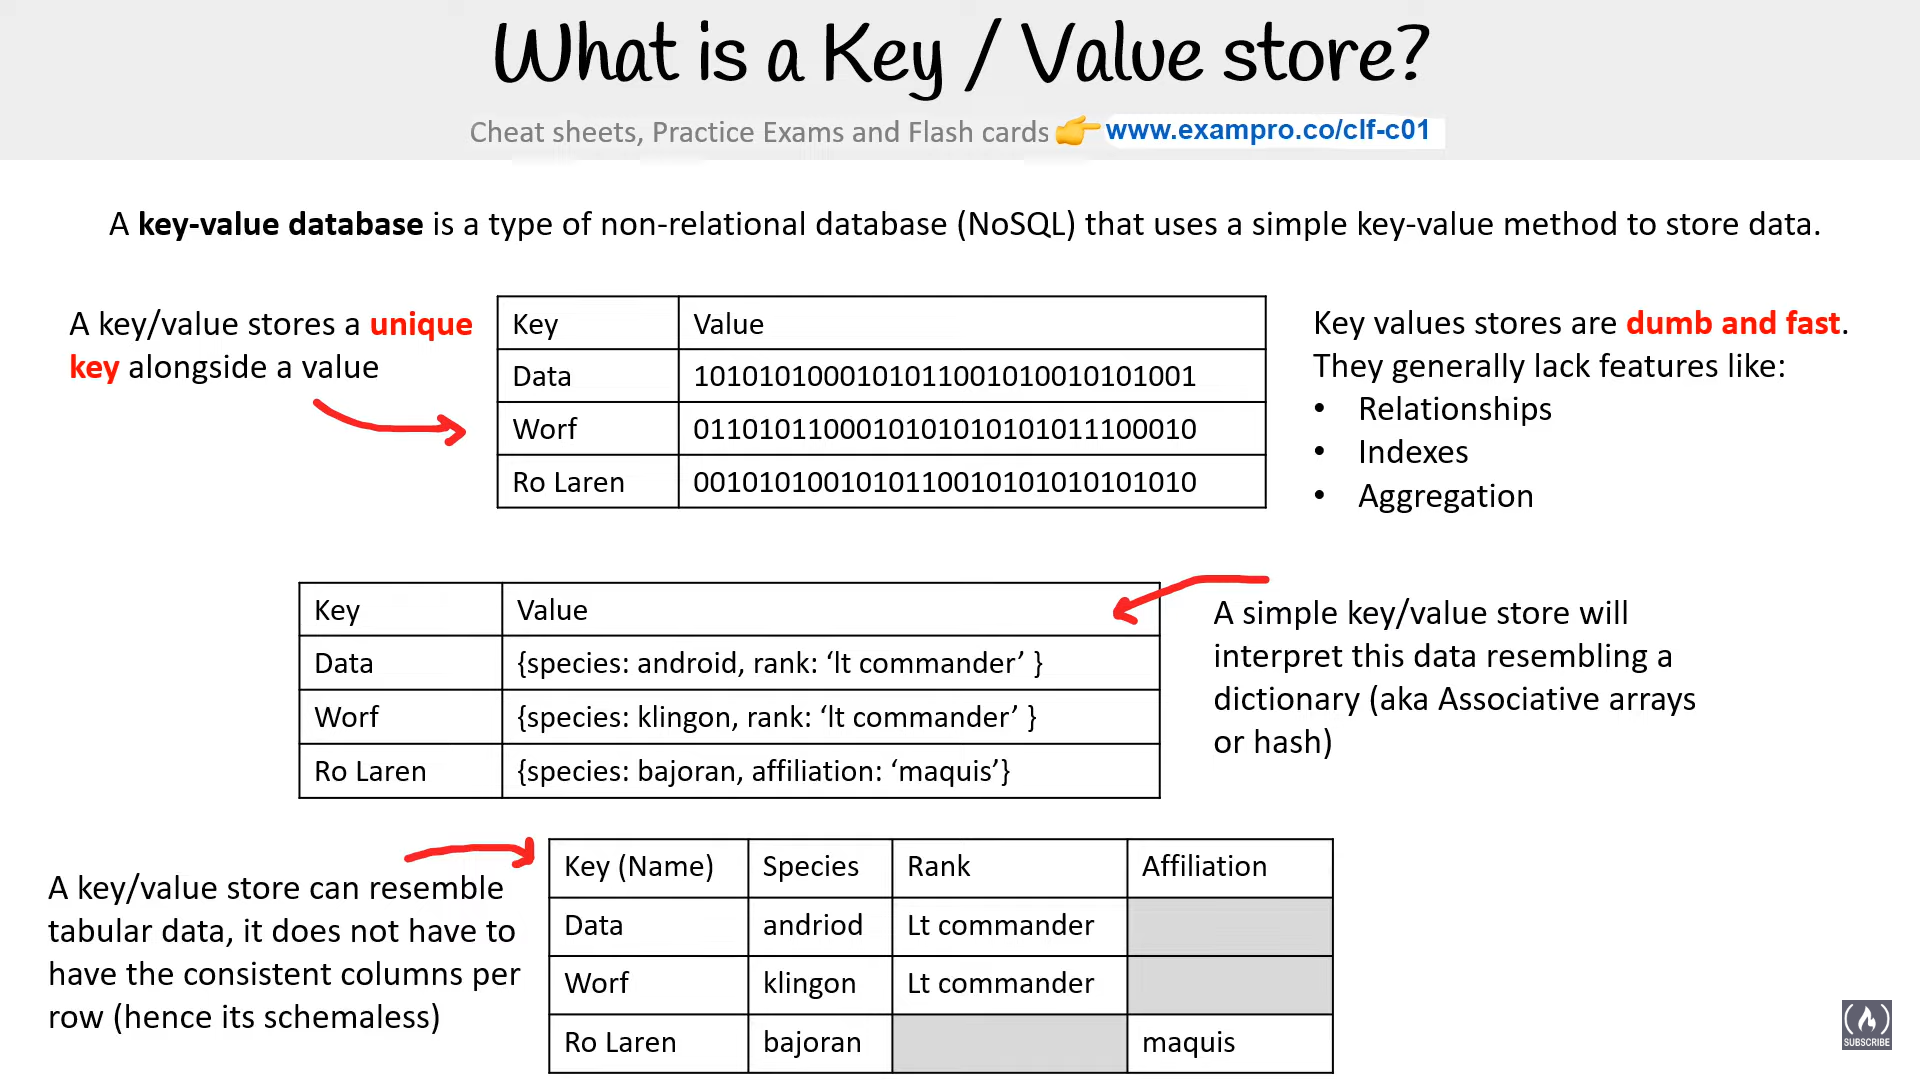 What is a Key / Value store?
Cheat sheets, Practice Exams and Flash cards 👉 www.exampro.co/clf-c01
A key-value database is a type of non-relational database (NoSQL) that uses a simple key-value method to store data.
A key/value stores a unique
key alongside a value
Key Value
Data 1010101000101011001010010101001
Worf 0110101100010101010101011100010
Ro Laren 0010101001010110010101010101010
Key values stores are dumb and fast.
They generally lack features like:
• Relationships
• Indexes
• Aggregation
Key Value
Data {species: android, rank: ‘lt commander’ }
Worf {species: klingon, rank: ‘lt commander’ }
Ro Laren {species: bajoran, affiliation: ‘maquis’}
A simple key/value store will
interpret this data resembling a
dictionary (aka Associative arrays
or hash)
A key/value store can resemble
tabular data, it does not have to
have the consistent columns per
row (hence its schemaless)
Key (Name) Species Rank Affiliation
Data andriod Lt commander
Worf klingon Lt commander
Ro Laren bajoran maquis
SUBSCRIBE